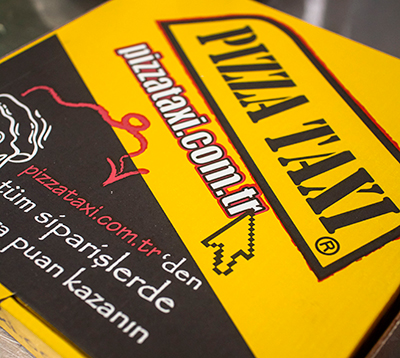 PIZZA TAXI®
pizzataxi.com.tr
pizzataxi.com.tr'den
tüm siparişlerde
puan kazanın